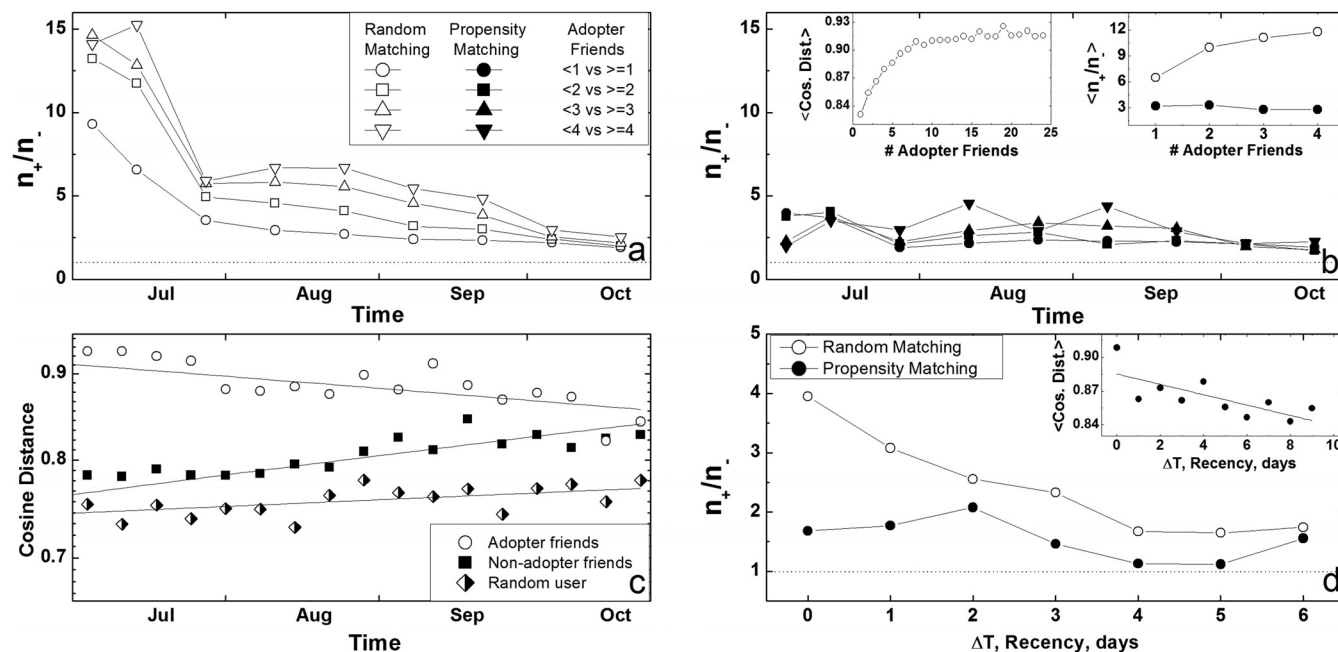 Random Matching
Propensity Matching
Adopter Friends
<1 vs >=1
<2 vs >=2
<3 vs >=3
<4 vs >=4
n+/n-
15
10
5
0
a
Jul
Aug
Sep
Oct
Time
n+/n-
15
10
5
0
<Cos. Dist.>
0.93
0.90
0.87
0.84
0
5
10
15
20
25
# Adopter Friends
<n+/n->
12
9
6
3
0
1
2
3
4
# Adopter Friends
b
Jul
Aug
Sep
Oct
Time
Cosine Distance
0.9
0.8
0.7
Adopter friends
Non-adopter friends
Random user
c
Jul
Aug
Sep
Oct
Time
n+/n-
5
4
3
2
1
Random Matching
Propensity Matching
<Cos. Dist.>
0.90
0.87
0.84
0
2
4
6
8
10
ΔT, Recency, days
d
0
1
2
3
4
5
6
ΔT, Recency, days